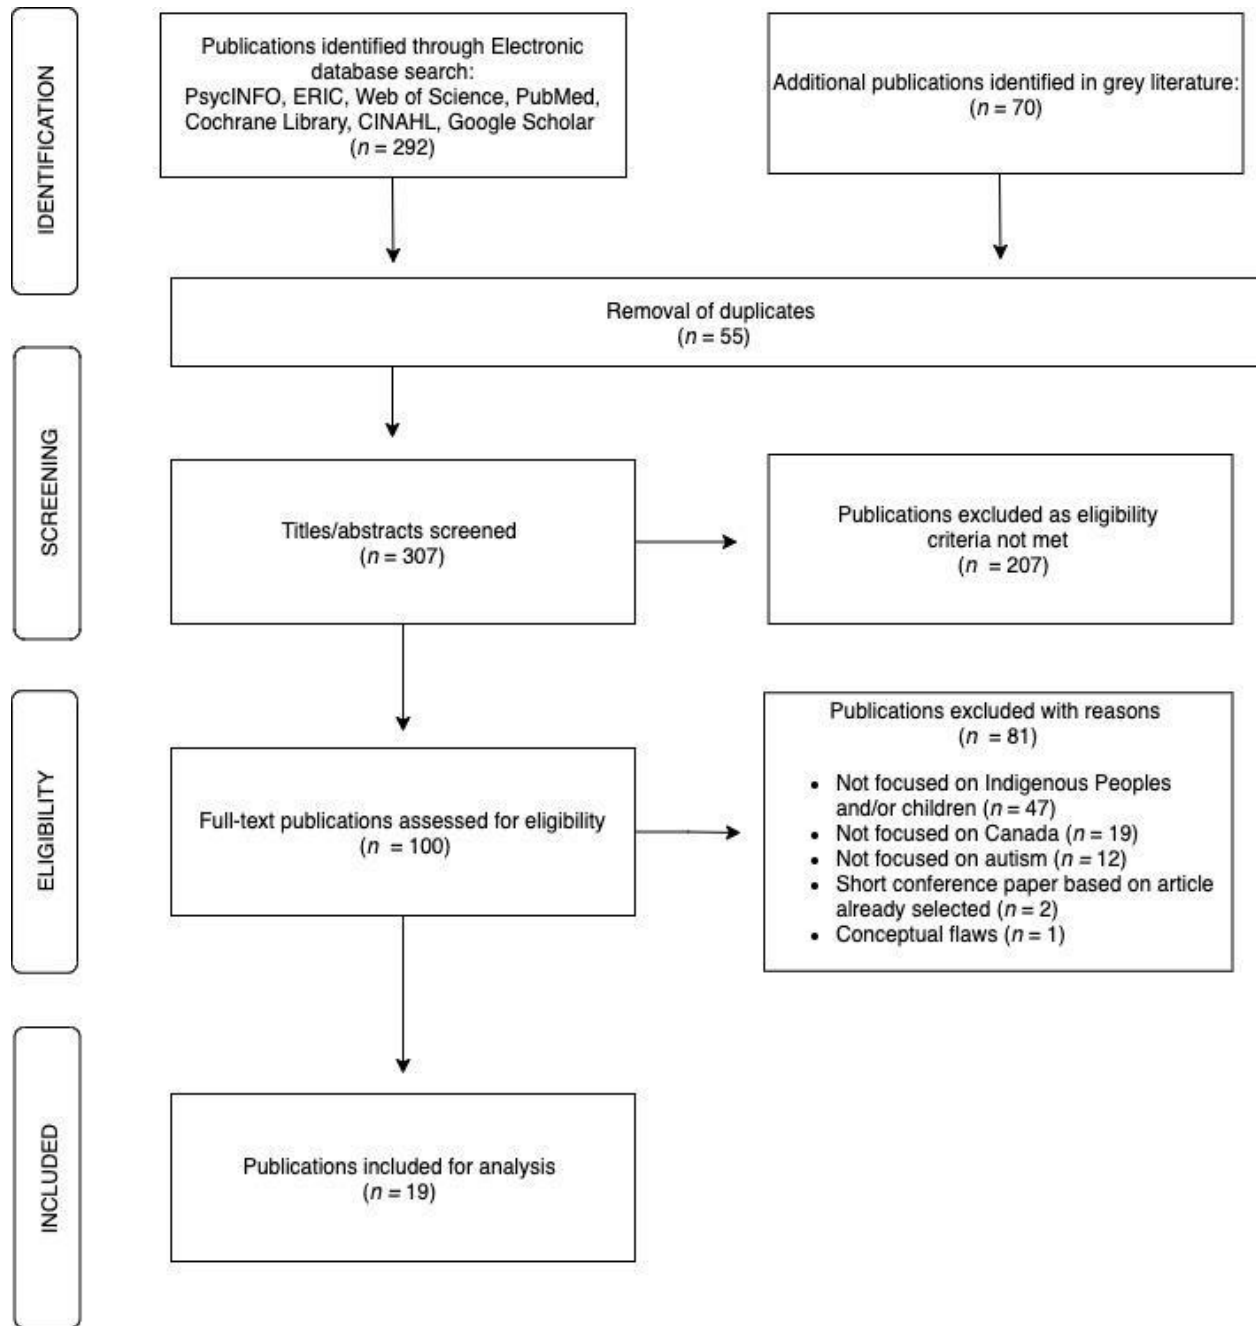 IDENTIFICATION
Publications identified through Electronic
database search:
PsycINFO, ERIC, Web of Science, PubMed,
Cochrane Library, CINAHL, Google Scholar
(n = 292)
Additional publications identified in grey literature:
(n = 70)
Removal of duplicates
(n = 55)
SCREENING
Titles/abstracts screened
(n = 307)
Publications excluded as eligibility
criteria not met
(n = 207)
ELIGIBILITY
Full-text publications assessed for eligibility
(n = 100)
Publications excluded with reasons
(n = 81)
• Not focused on Indigenous Peoples
and/or children (n = 47)
• Not focused on Canada (n = 19)
• Not focused on autism (n = 12)
• Short conference paper based on article
already selected (n = 2)
• Conceptual flaws (n = 1)
INCLUDED
Publications included for analysis
(n = 19)